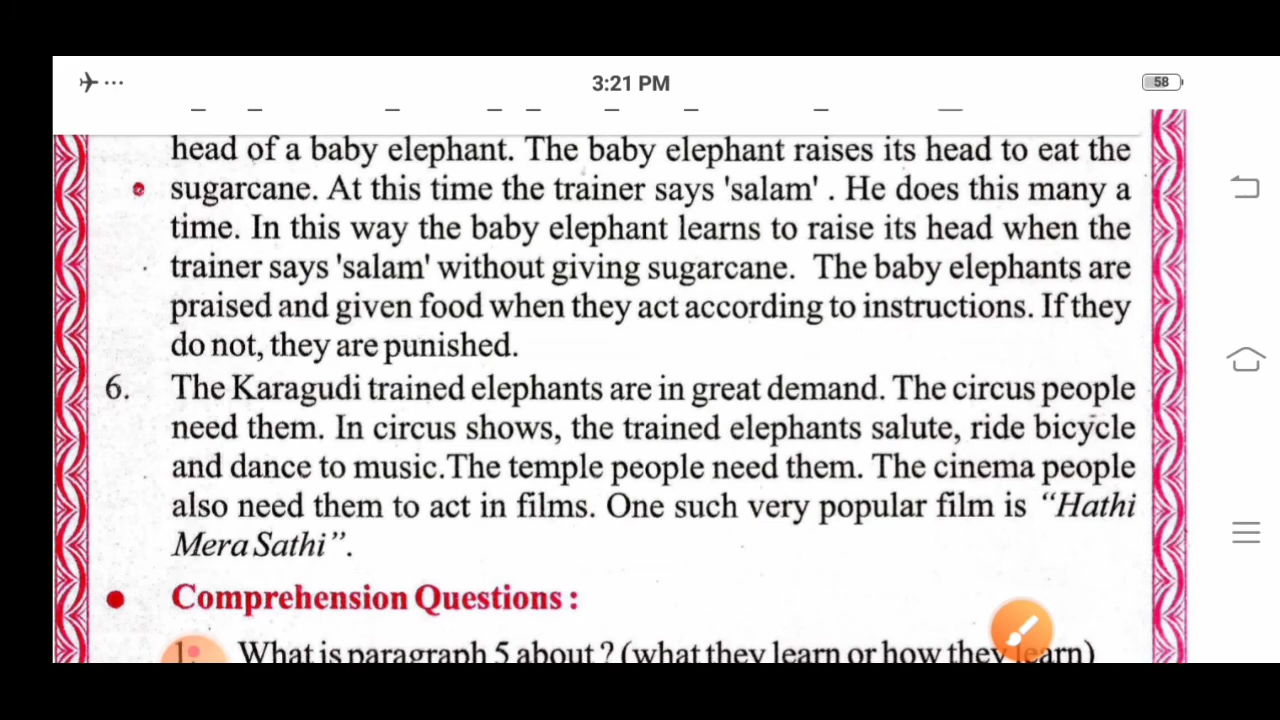 3:21 PM
58
head of a baby elephant. The baby elephant raises its head to eat the
sugarcane. At this time the trainer says 'salam' . He does this many a
time. In this way the baby elephant learns to raise its head when the
trainer says 'salam' without giving sugarcane. The baby elephants are
praised and given food when they act according to instructions. If they
do not, they are punished.
6. The Karagudi trained elephants are in great demand. The circus people
need them. In circus shows, the trained elephants salute, ride bicycle
and dance to music.The temple people need them. The cinema people
also need them to act in films. One such very popular film is “Hathi
Mera Sathi”.
• Comprehension Questions :
1. What is paragraph 5 about ? (what they learn or how they learn)